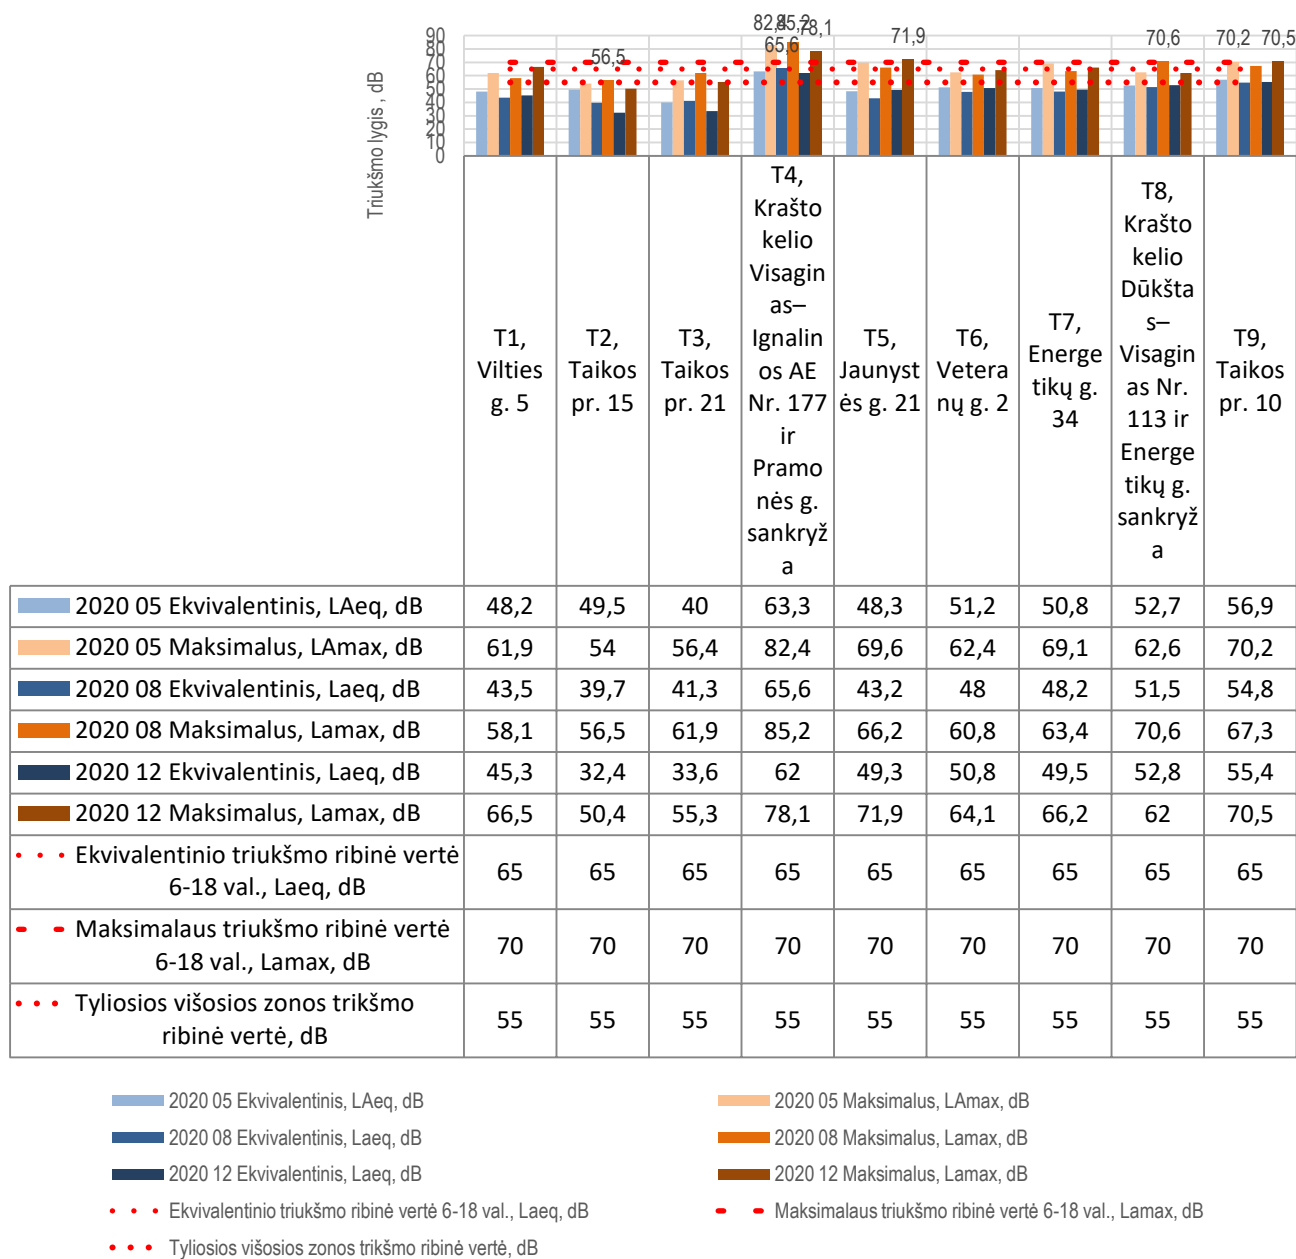 90
80
70
60
50
40
30
20
10
0
Triukšmo lygis , dB
56,5
82,4
85,2
65,6
78,1
71,9
70,6
70,2
70,5
T1,
Vilties
g. 5
T2,
Taikos
pr. 15
T3,
Taikos
pr. 21
T4,
Krašto
kelio
Visagin
as–
Ignalin
os AE
Nr. 177
ir
Pramo
nės g.
sankryž
a
T5,
Jaunyst
ės g. 21
T6,
Vetera
nų g. 2
T7,
Energe
tikų g.
34
T8,
Krašto
kelio
Dūkšta
s–
Visagin
as Nr.
113 ir
Energe
tikų g.
sankryž
a
T9,
Taikos
pr. 10
2020 05 Ekvivalentinis, LAeq, dB 48,2 49,5 40 63,3 48,3 51,2 50,8 52,7 56,9
2020 05 Maksimalus, LAmax, dB 61,9 54 56,4 82,4 69,6 62,4 69,1 62,6 70,2
2020 08 Ekvivalentinis, Laeq, dB 43,5 39,7 41,3 65,6 43,2 48 48,2 51,5 54,8
2020 08 Maksimalus, Lamax, dB 58,1 56,5 61,9 85,2 66,2 60,8 63,4 70,6 67,3
2020 12 Ekvivalentinis, Laeq, dB 45,3 32,4 33,6 62 49,3 50,8 49,5 52,8 55,4
2020 12 Maksimalus, Lamax, dB 66,5 50,4 55,3 78,1 71,9 64,1 66,2 62 70,5
Ekvivalentinio triukšmo ribinė vertė
6-18 val., Laeq, dB 65 65 65 65 65 65 65 65 65
Maksimalaus triukšmo ribinė vertė
6-18 val., Lamax, dB 70 70 70 70 70 70 70 70 70
Tyliosios višosios zonos trikšmo
ribinė vertė, dB 55 55 55 55 55 55 55 55 55
2020 05 Ekvivalentinis, LAeq, dB 2020 05 Maksimalus, LAmax, dB
2020 08 Ekvivalentinis, Laeq, dB 2020 08 Maksimalus, Lamax, dB
2020 12 Ekvivalentinis, Laeq, dB 2020 12 Maksimalus, Lamax, dB
Ekvivalentinio triukšmo ribinė vertė 6-18 val., Laeq, dB Maksimalaus triukšmo ribinė vertė 6-18 val., Lamax, dB
Tyliosios višosios zonos trikšmo ribinė vertė, dB